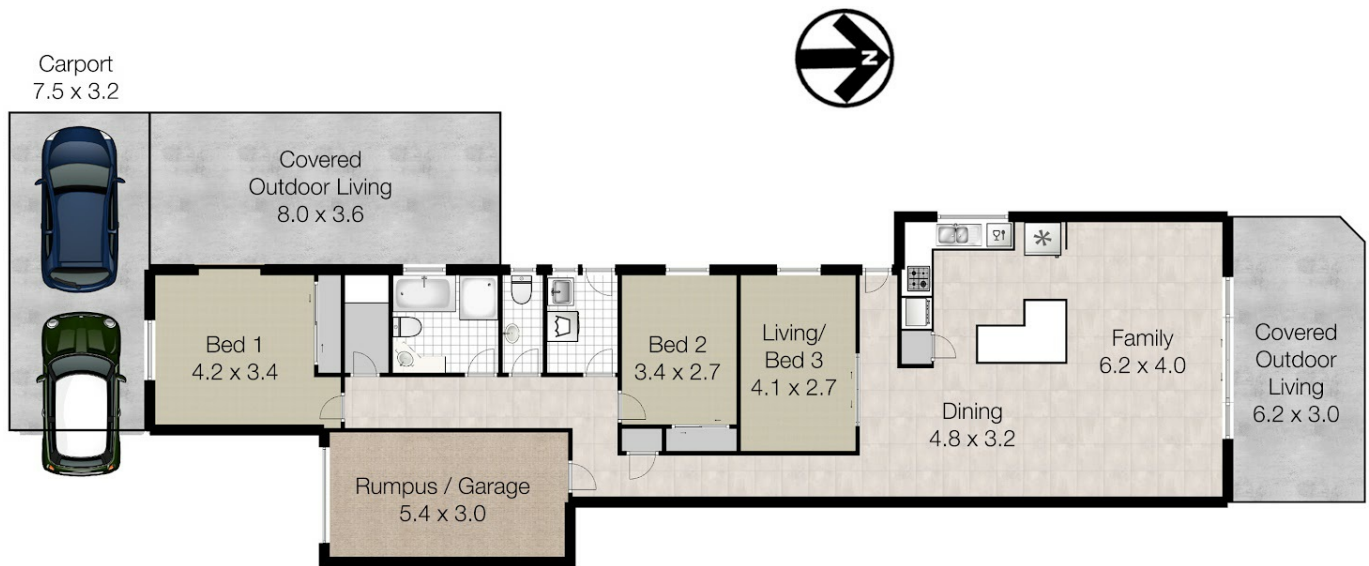 N
Carport
7.5 x 3.2
Covered
Outdoor Living
8.0 x 3.6
Bed 1
4.2 x 3.4
Bed 2
3.4 x 2.7
Living/
Bed 3
4.1 x 2.7
Family
6.2 x 4.0
Covered
Outdoor
Living
6.2 x 3.0
Dining
4.8 x 3.2
Rumpus / Garage
5.4 x 3.0